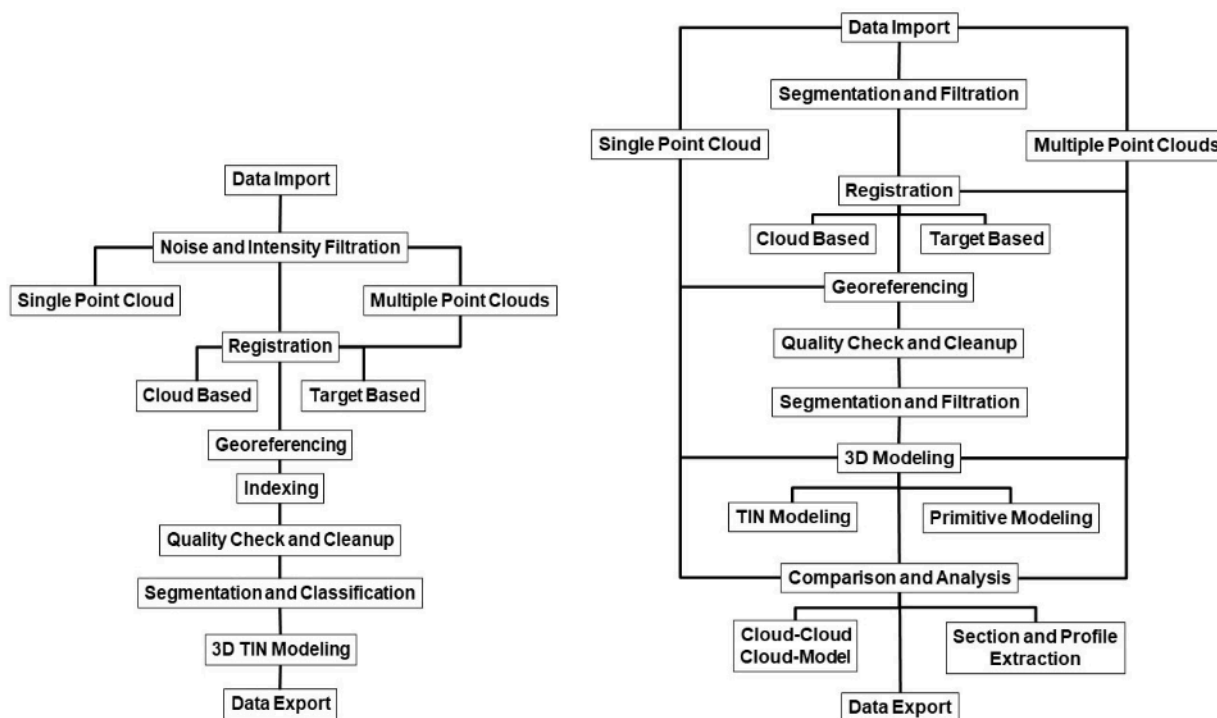 Data Import
Noise and Intensity Filtration
Single Point Cloud
Multiple Point Clouds
Registration
Cloud Based
Target Based
Georeferencing
Indexing
Quality Check and Cleanup
Segmentation and Classification
3D TIN Modeling
Data Export
Data Import
Segmentation and Filtration
Single Point Cloud
Multiple Point Clouds
Registration
Cloud Based
Target Based
Georeferencing
Quality Check and Cleanup
Segmentation and Filtration
3D Modeling
TIN Modeling
Primitive Modeling
Comparison and Analysis
Cloud-Cloud
Cloud-Model
Section and Profile
Extraction
Data Export